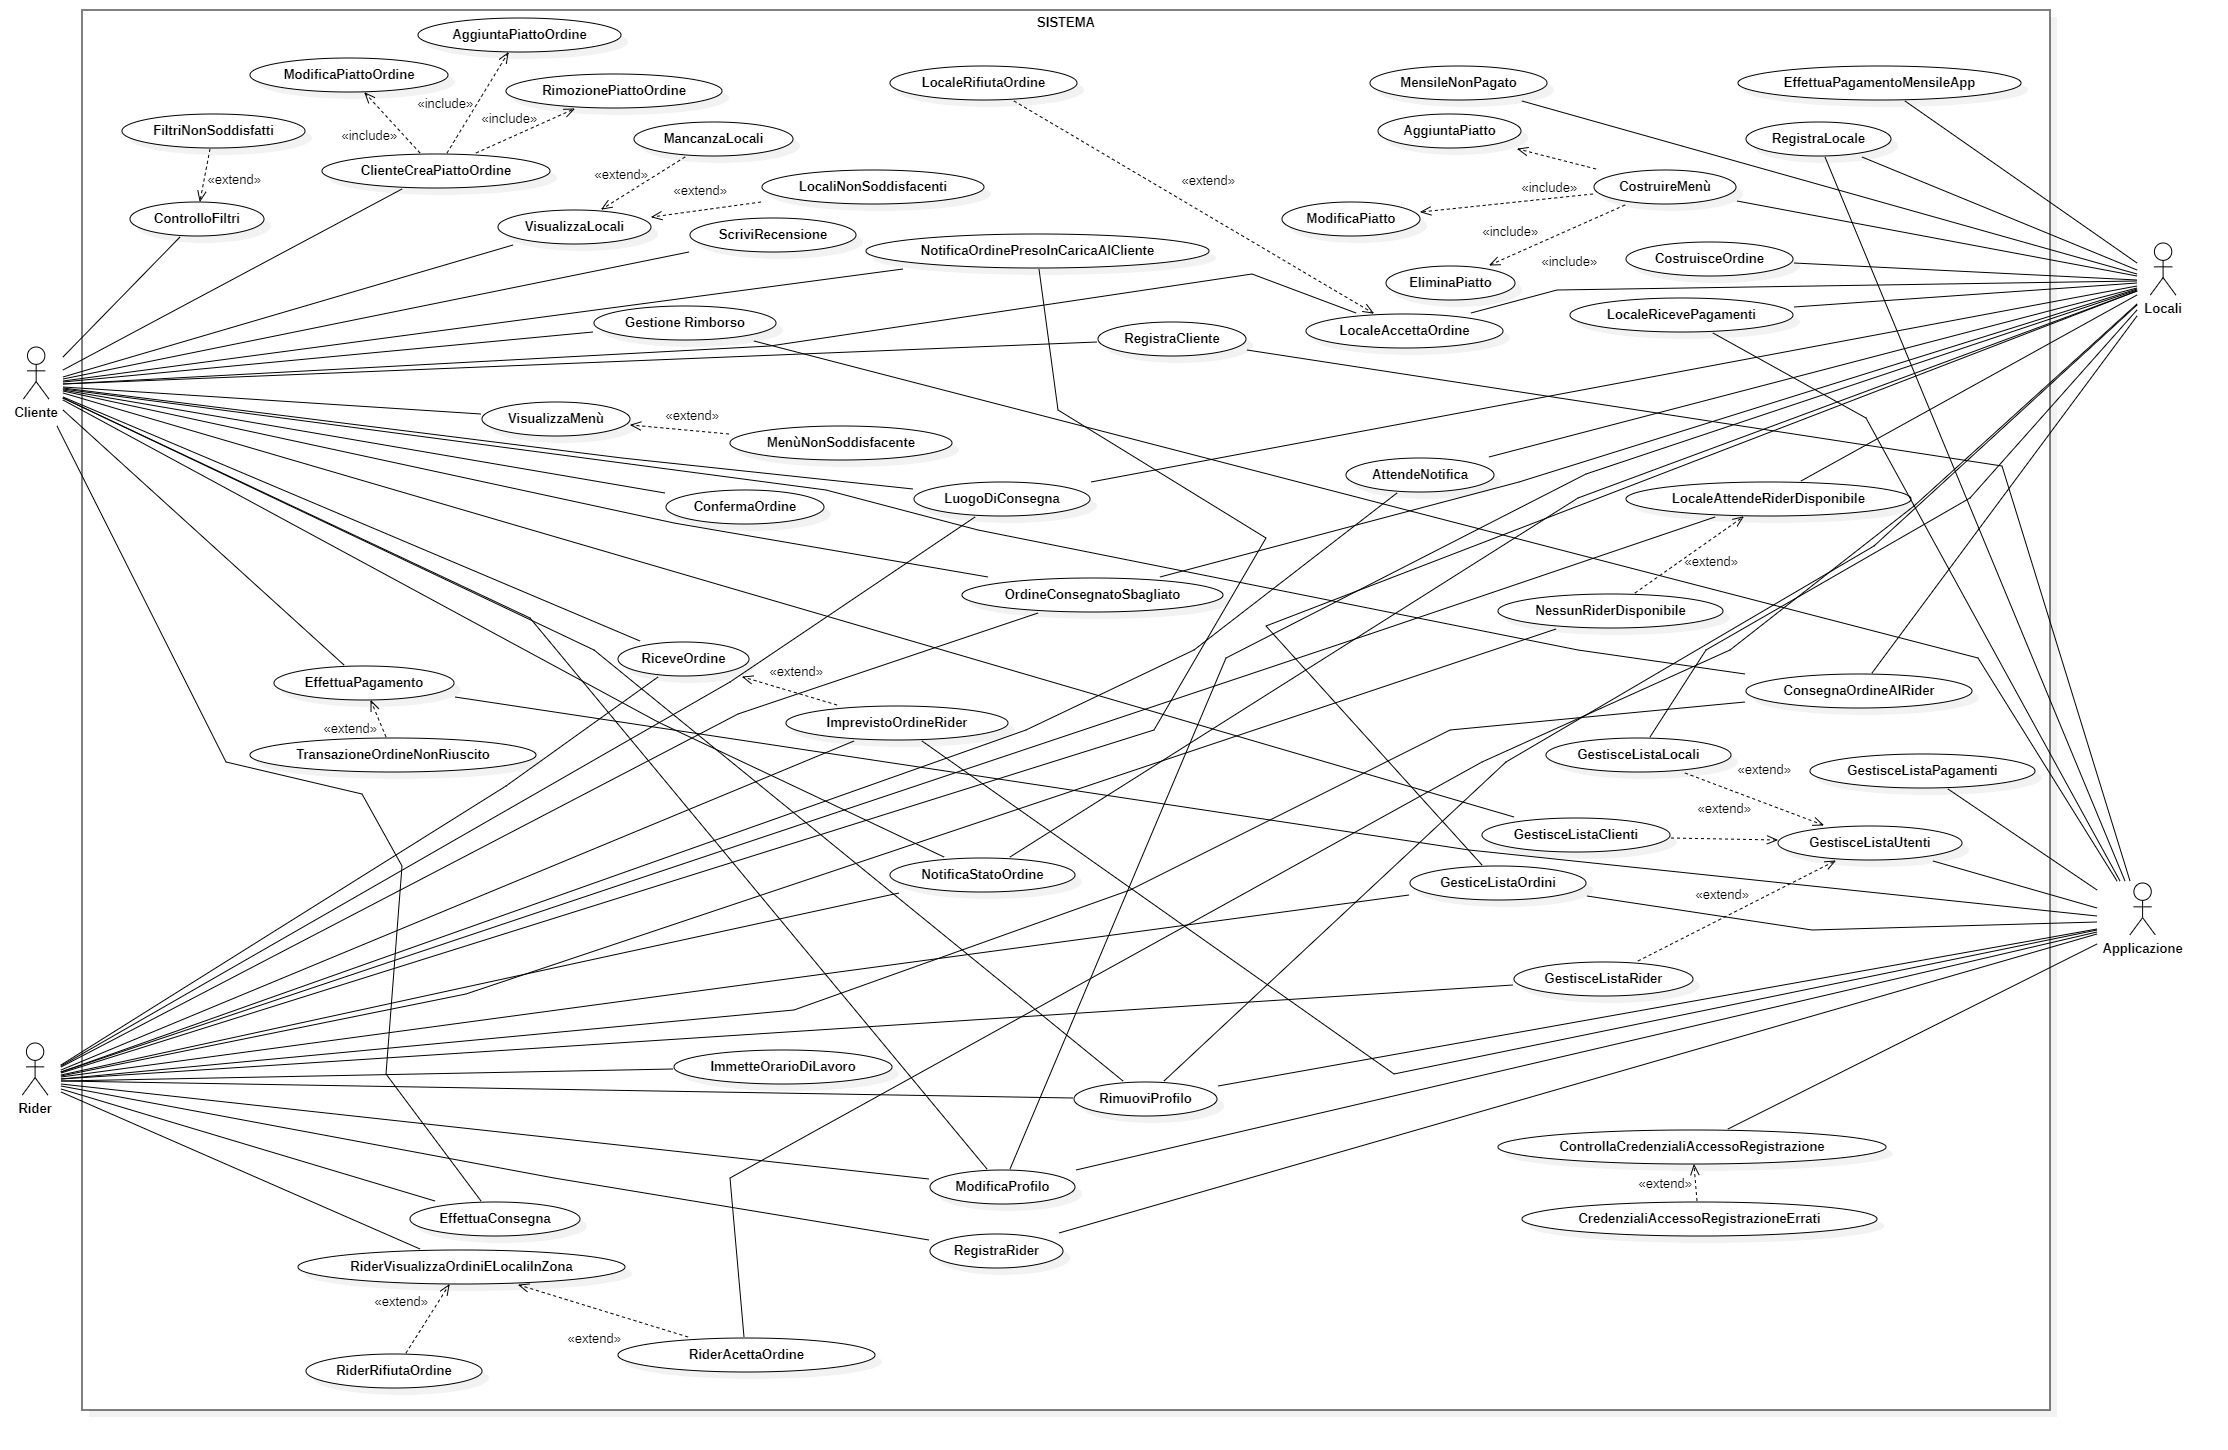 SISTEMA
AggiuntaPiattoOrdine
ModificaPiattoOrdine
LocaleRifiutaOrdine
MensileNonPagato
EffettuaPagamentoMensileApp
RimozionePiattoOrdine
«include»
«include»
«include»
FiltriNonSoddisfatti
MancanzaLocali
AggiuntaPiatto
RegistraLocale
ClienteCreaPiattoOrdine
«extend»
«extend»
«extend»
«extend»
LocaliNonSoddisfacenti
«include»
CostruireMenù
ControlloFiltri
VisualizzaLocali
ModificaPiatto
ScriviRecensione
«include»
NotificaOrdinePresoInCaricaAlCliente
«include»
CostruisceOrdine
EliminaPiatto
Locali
Gestione Rimborso
LocaleRicevePagamenti
LocaleAccettaOrdine
RegistraCliente
Cliente
VisualizzaMenù
«extend»
MenùNonSoddisfacente
AttendeNotifica
LuogoDiConsegna
LocaleAttendeRiderDisponibile
ConfermaOrdine
«extend»
OrdineConsegnatoSbagliato
NessunRiderDisponibile
RiceveOrdine
«extend»
EffettuaPagamento
ConsegnaOrdineAlRider
«extend»
ImprevistoOrdineRider
TransazioneOrdineNonRiuscito
GestisceListaLocali
«extend»
GestisceListaPagamenti
«extend»
GestisceListaClienti
GestisceListaUtenti
NotificaStatoOrdine
GesticeListaOrdini
«extend»
Applicazione
GestisceListaRider
ImmetteOrarioDiLavoro
RimuoviProfilo
Rider
ControllaCredenzialiAccessoRegistrazione
«extend»
ModificaProfilo
EffettuaConsegna
CredenzialiAccessoRegistrazioneErrati
RegistraRider
RiderVisualizzaOrdiniELocaliInZona
«extend»
«extend»
RiderAcettaOrdine
RiderRifiutaOrdine